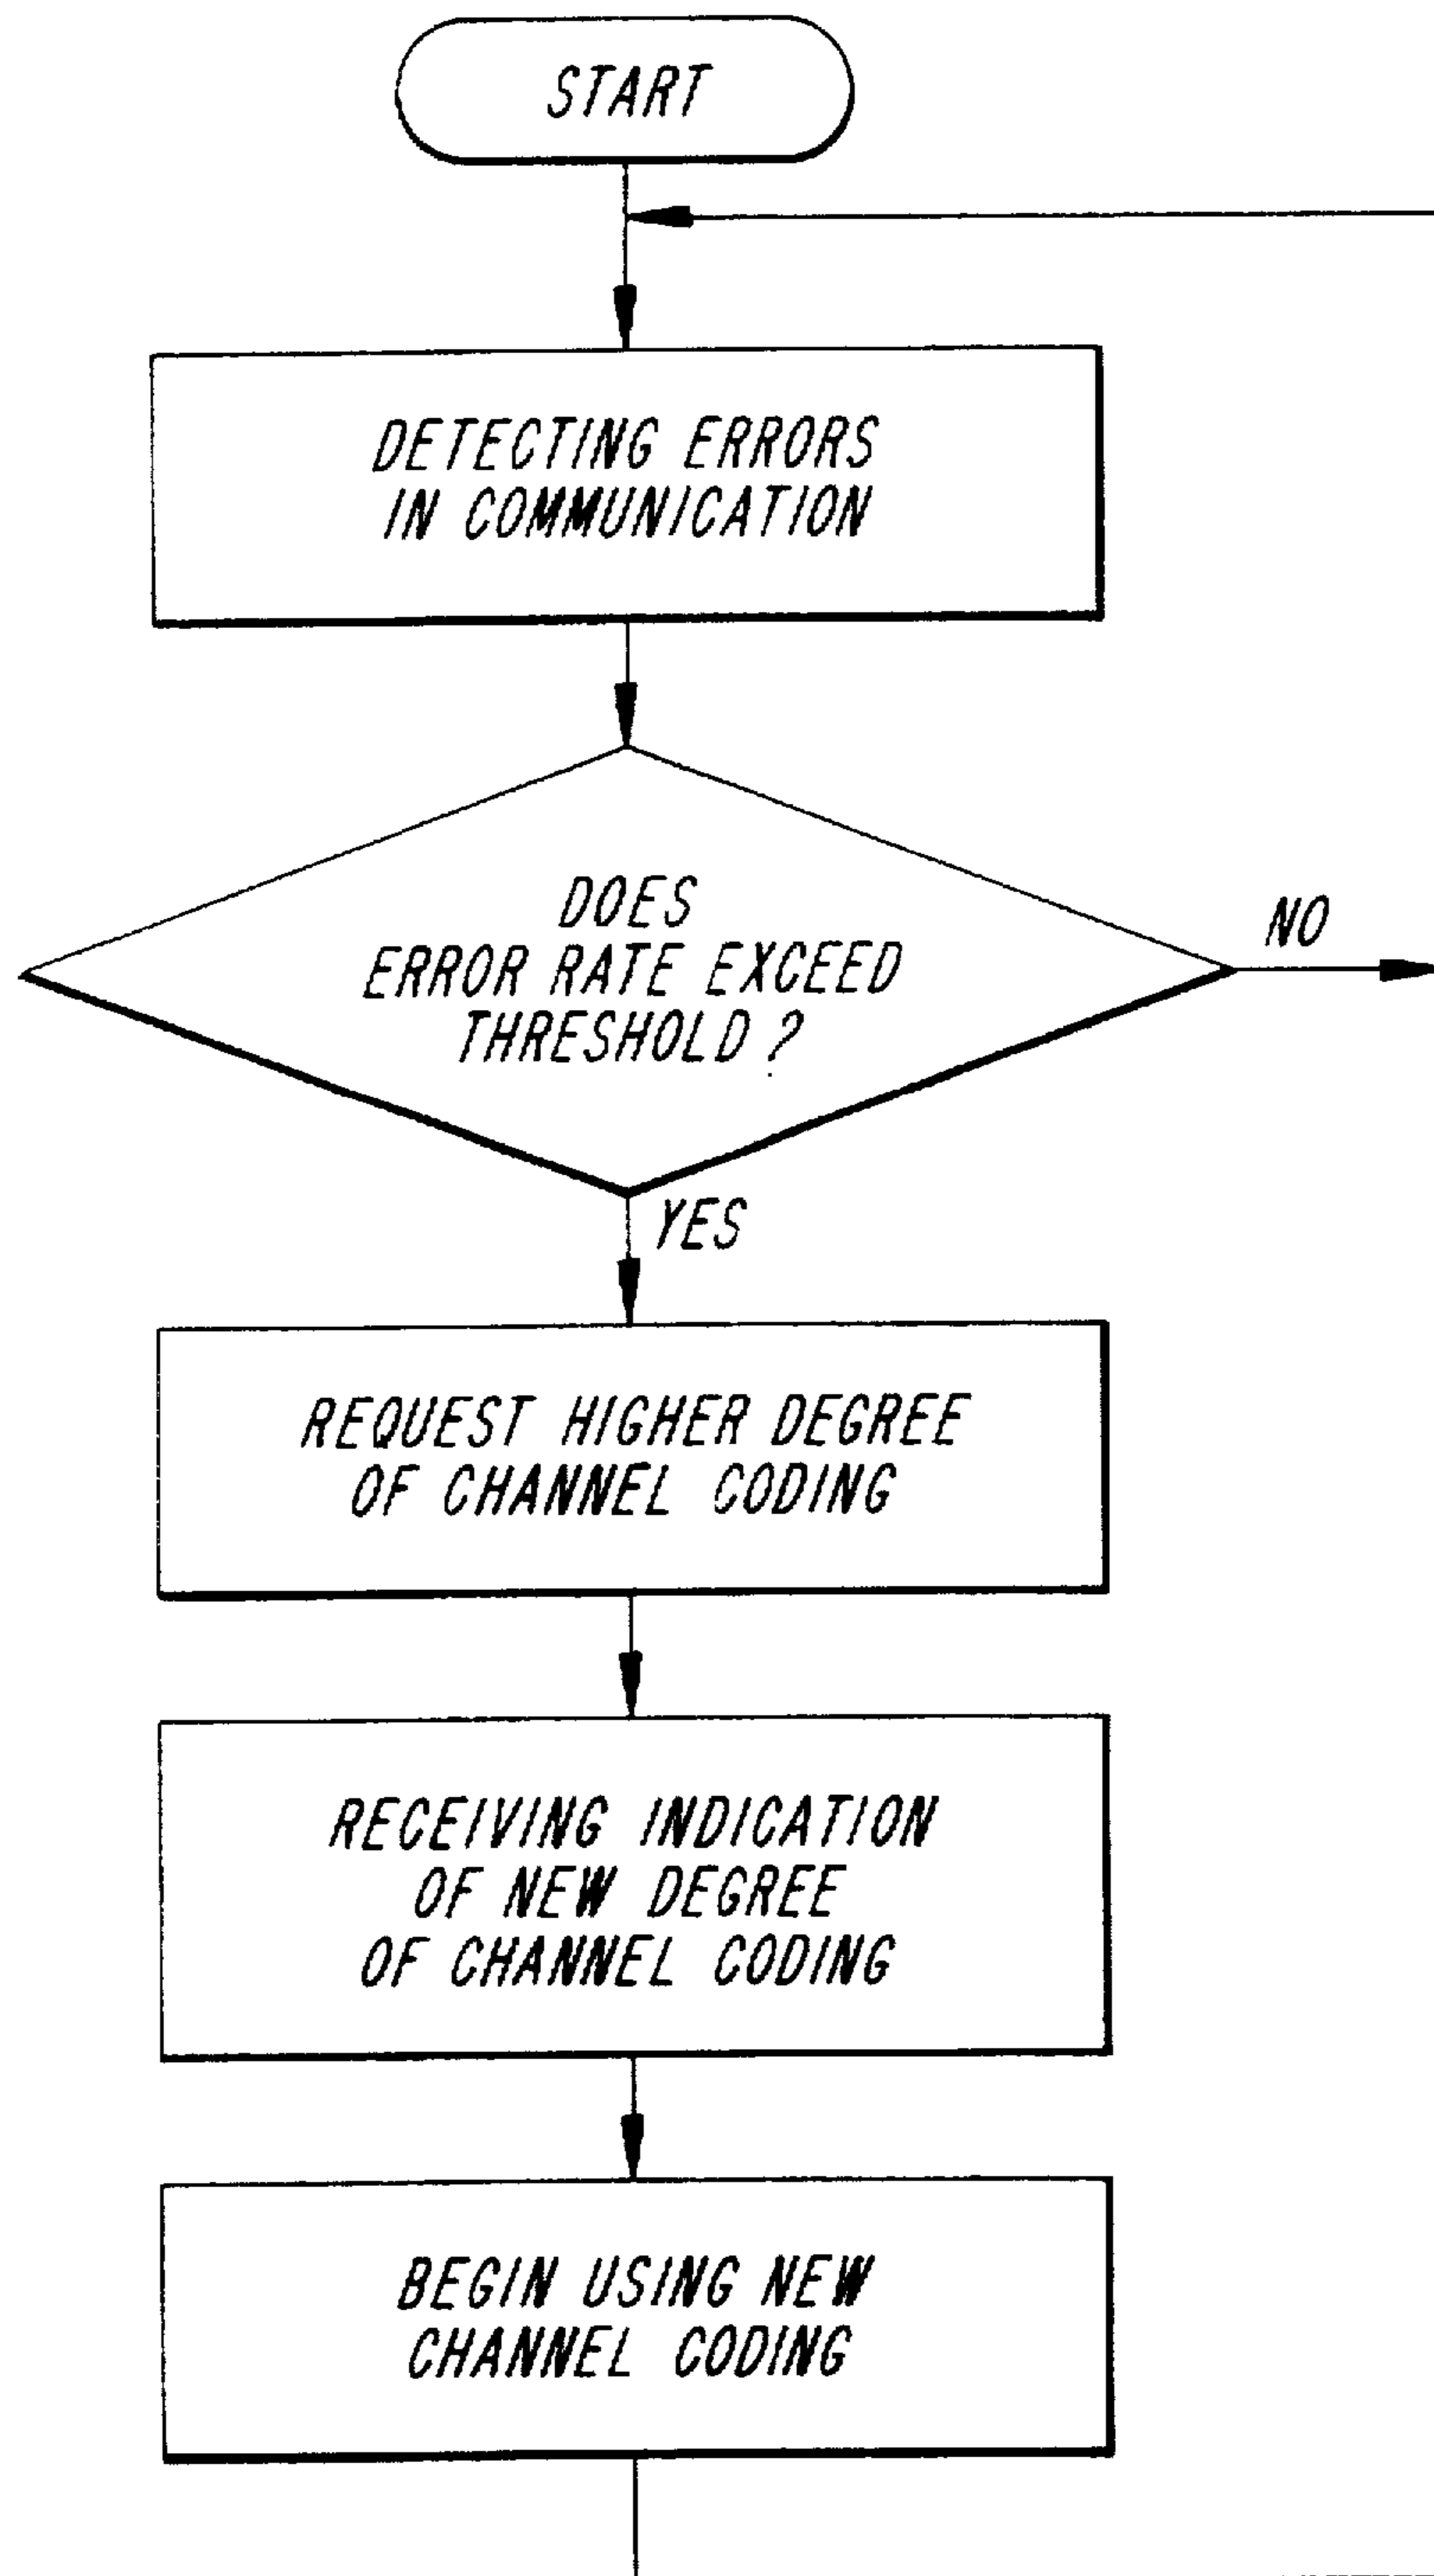 START
DETECTING ERRORS
IN COMMUNICATION
DOES
ERROR RATE EXCEED
THRESHOLD?
NO
YES
REQUEST HIGHER DEGREE
OF CHANNEL CODING
RECEIVING INDICATION
OF NEW DEGREE
OF CHANNEL CODING
BEGIN USING NEW
CHANNEL CODING